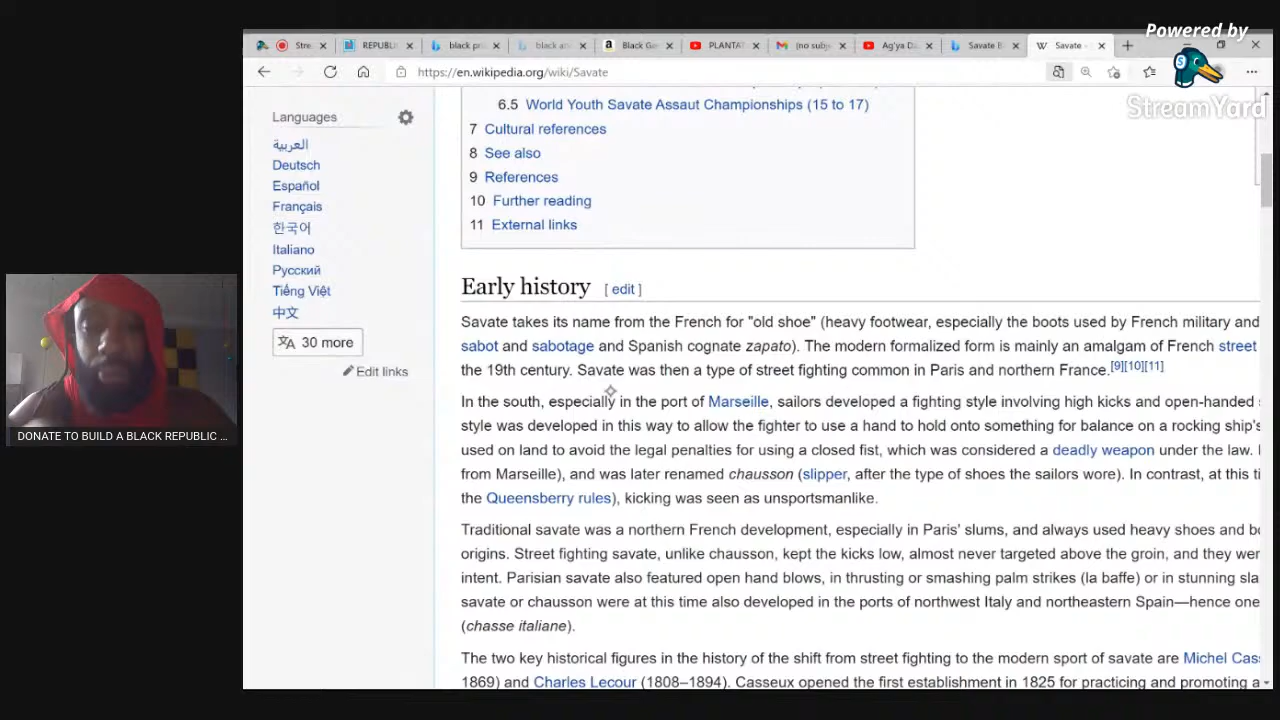 Powered by
StreamYard
Stre
REPUBLI
black pr
black an
Black Go
PLANTAT
(no subje
Ag'ya Da
Savate B
Savate -
https://en.wikipedia.org/wiki/Savate
Languages
العربية
Deutsch
Español
Français
한국어
Italiano
Русский
Tiếng Việt
中文
30 more
Edit links
DONATE TO BUILD A BLACK REPUBLIC ...
6.5 World Youth Savate Assaut Championships (15 to 17)
7 Cultural references
8 See also
9 References
10 Further reading
11 External links
Early history [ edit ]
Savate takes its name from the French for "old shoe" (heavy footwear, especially the boots used by French military and
sabot and sabotage and Spanish cognate zapato). The modern formalized form is mainly an amalgam of French street
the 19th century. Savate was then a type of street fighting common in Paris and northern France.[9][10][11]
In the south, especially in the port of Marseille, sailors developed a fighting style involving high kicks and open-handed
style was developed in this way to allow the fighter to use a hand to hold onto something for balance on a rocking ship's
used on land to avoid the legal penalties for using a closed fist, which was considered a deadly weapon under the law.
from Marseille), and was later renamed chausson (slipper, after the type of shoes the sailors wore). In contrast, at this ti
the Queensberry rules), kicking was seen as unsportsmanlike.
Traditional savate was a northern French development, especially in Paris' slums, and always used heavy shoes and bo
origins. Street fighting savate, unlike chausson, kept the kicks low, almost never targeted above the groin, and they wer
intent. Parisian savate also featured open hand blows, in thrusting or smashing palm strikes (la baffe) or in stunning sla
savate or chausson were at this time also developed in the ports of northwest Italy and northeastern Spain—hence one
(chasse italiane).
The two key historical figures in the history of the shift from street fighting to the modern sport of savate are Michel Cas
1869) and Charles Lecour (1808–1894). Casseux opened the first establishment in 1825 for practicing and promoting a